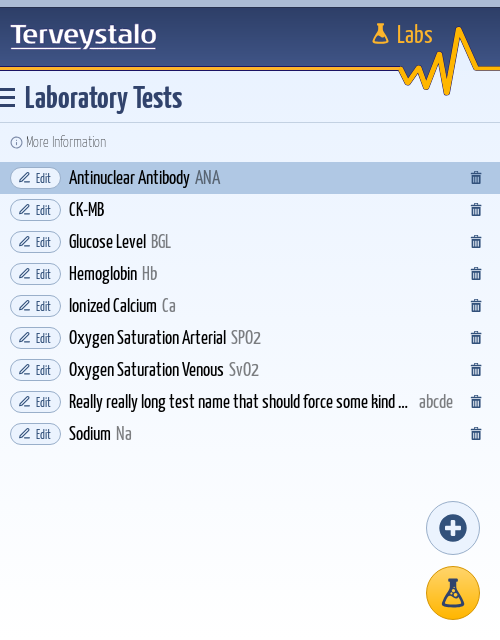 Terveystalo
Labs
Laboratory Tests
More Information
Edit Antinuclear Antibody ANA
Edit CK-MB
Edit Glucose Level BGL
Edit Hemoglobin Hb
Edit Ionized Calcium Ca
Edit Oxygen Saturation Arterial SPO2
Edit Oxygen Saturation Venous SvO2
Edit Really really long test name that should force some kind ... abcde
Edit Sodium Na